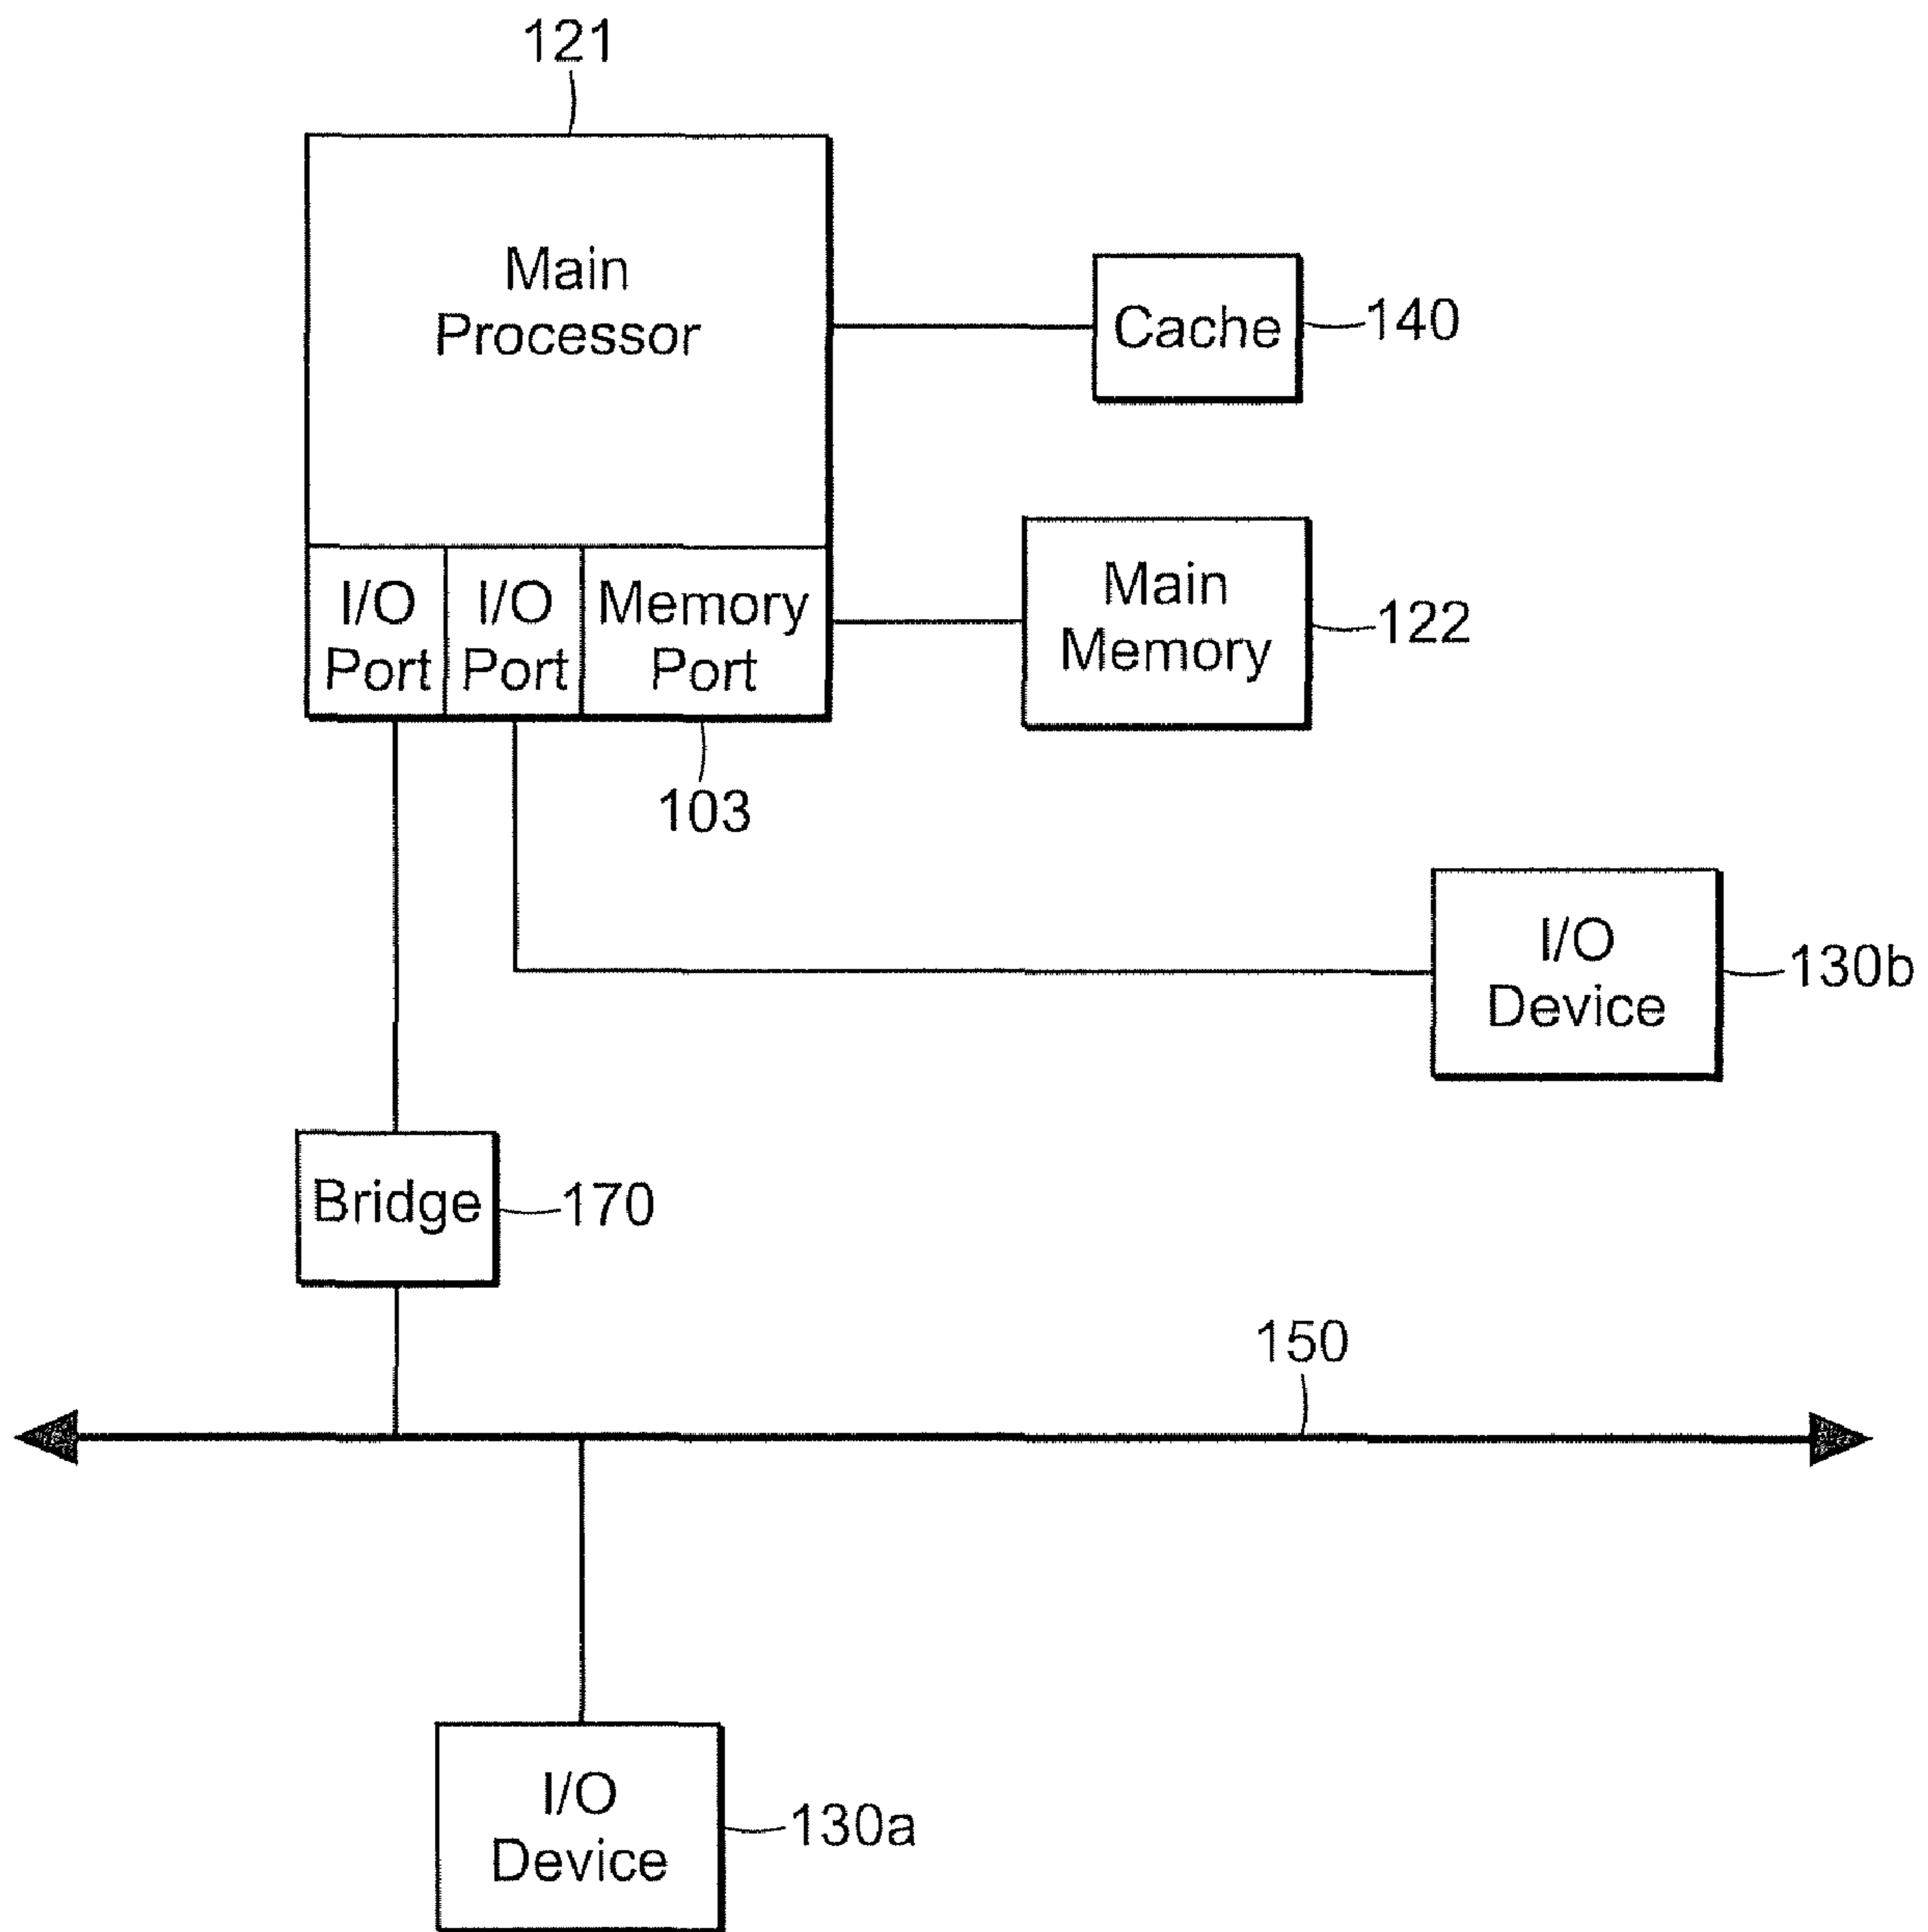 121
Main
Processor
Cache
140
I/O
Port
I/O
Port
Memory
Port
Main
Memory
122
103
I/O
Device
130b
Bridge
170
150
I/O
Device
130a